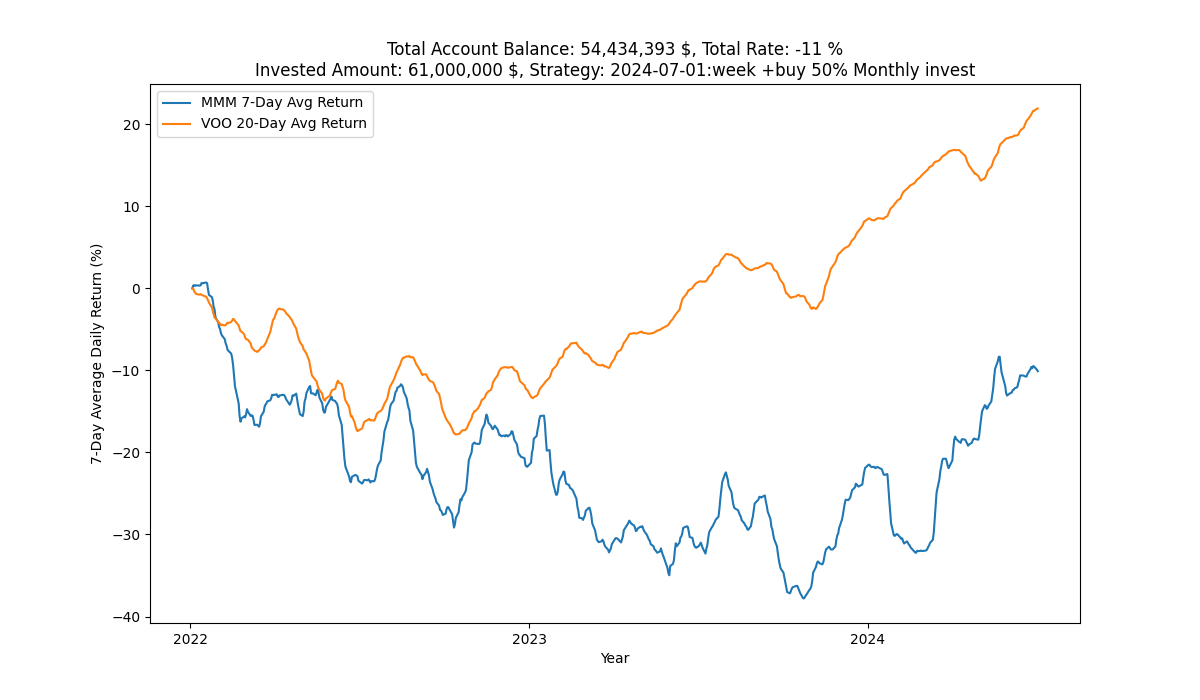 Total Account Balance: 54,434,393 $, Total Rate: -11 %
Invested Amount: 61,000,000 $, Strategy: 2024-07-01:week +buy 50% Monthly invest
MMM 7-Day Avg Return
VOO 20-Day Avg Return
7-Day Average Daily Return (%)
20
10
0
−10
−20
−30
−40
2022
2023
2024
Year